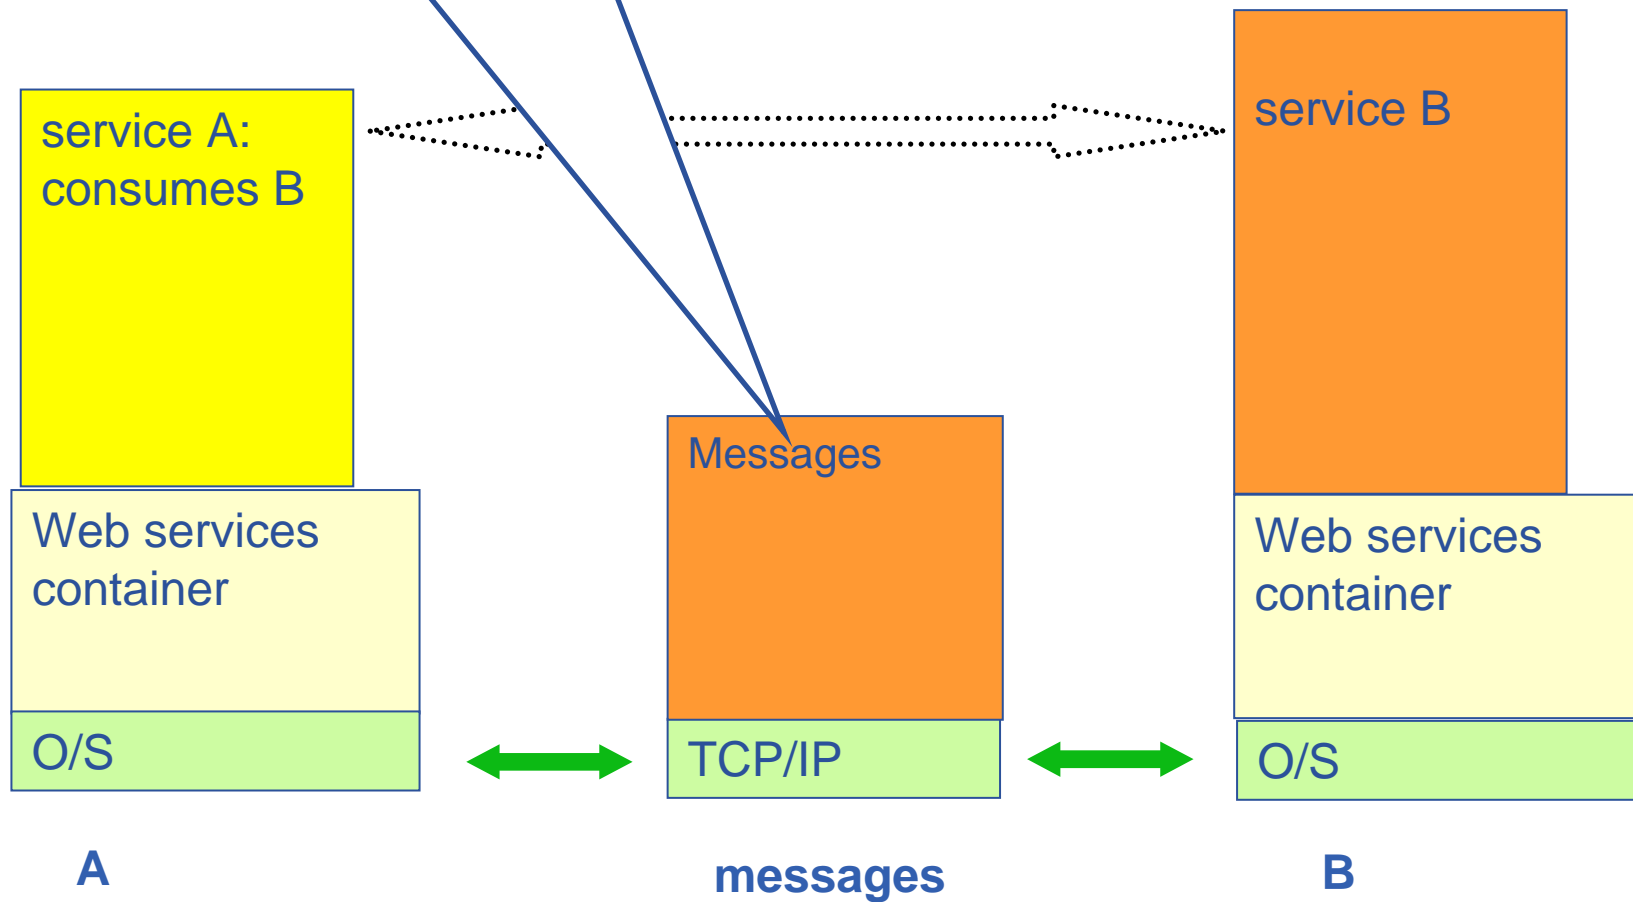 service A:
consumes B
service B
Messages
Web services
container
Web services
container
O/S
TCP/IP
O/S
A
messages
B